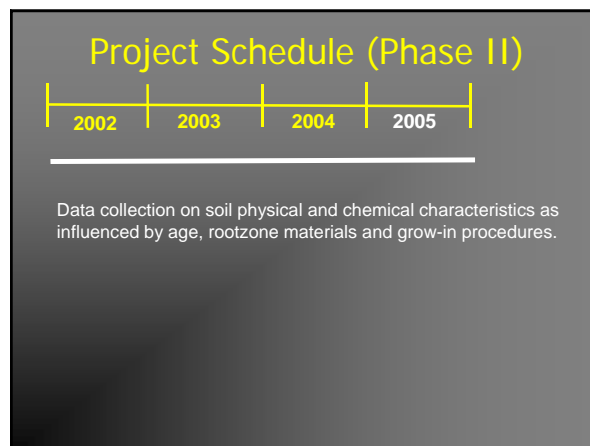 Project Schedule (Phase II)
2002 2003 2004 2005
Data collection on soil physical and chemical characteristics as
influenced by age, rootzone materials and grow-in procedures.